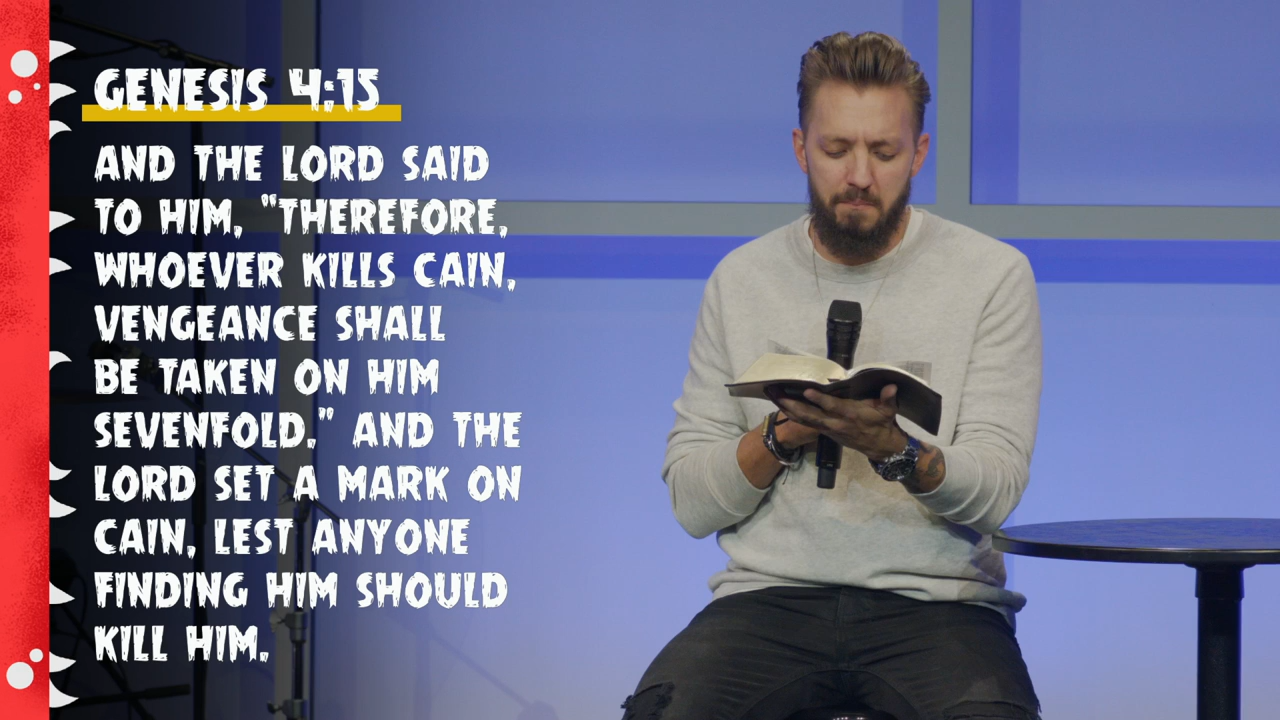 GENESIS 4:15
AND THE LORD SAID
TO HIM, "THEREFORE,
WHOEVER KILLS CAIN,
VENGEANCE SHALL
BE TAKEN ON HIM
SEVENFOLD." AND THE
LORD SET A MARK ON
CAIN, LEST ANYONE
FINDING HIM SHOULD
KILL HIM.